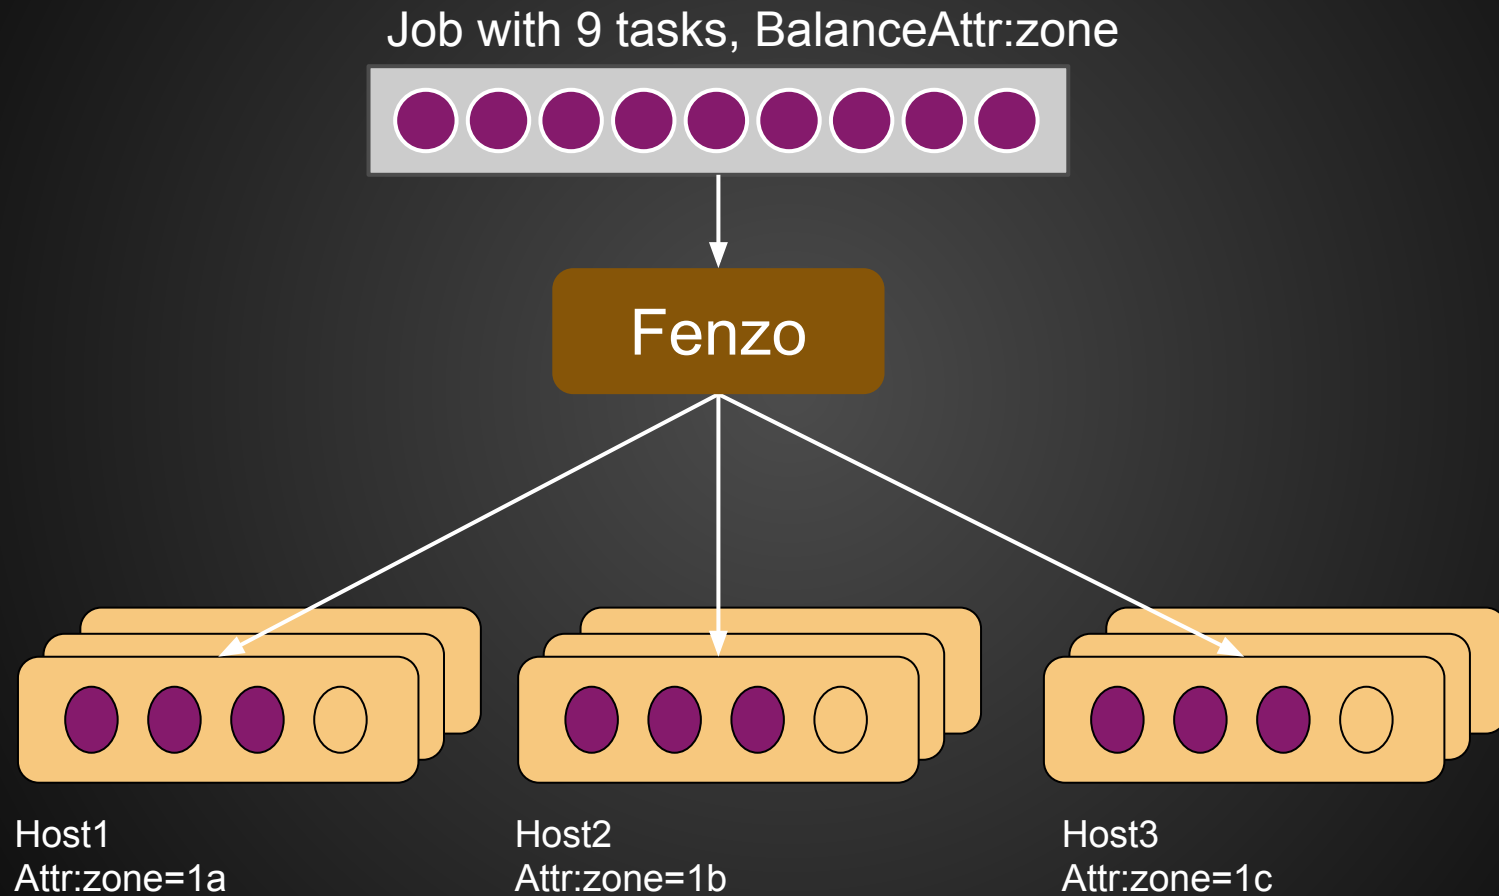 Job with 9 tasks, BalanceAttr:zone
Fenzo
Host1
Attr:zone=1a
Host2
Attr:zone=1b
Host3
Attr:zone=1c